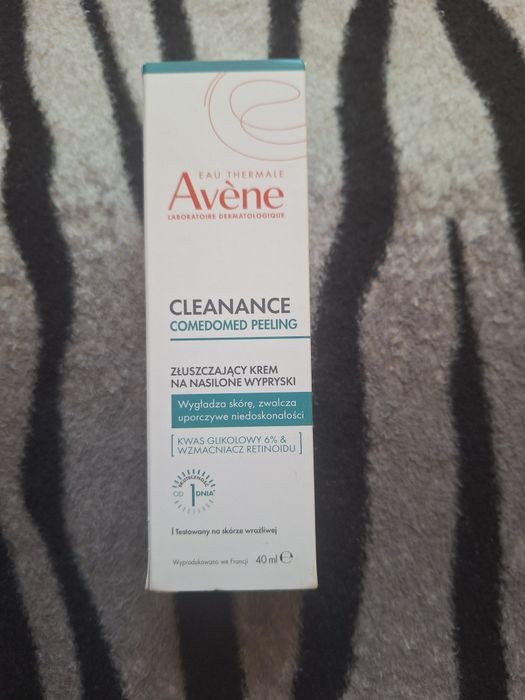 EAU THERMALE
Avène
LABORATOIRE DERMATOLOGIQUE
CLEANANCE
COMEDOMED PEELING
ZŁUSZCZAJĄCY KREM
NA NASILONE WYPRYSKI
Wygładza skórę, zwalcza
uporczywe niedoskonałości
[ KWAS GLIKOLOWY 6% &
WZMACNIACZ RETINOIDU ]
SKUTECZNOŚĆ
OD 1 DNIA*
Testowany na skórze wrażliwej
Wyprodukowano we Francji 40 ml e